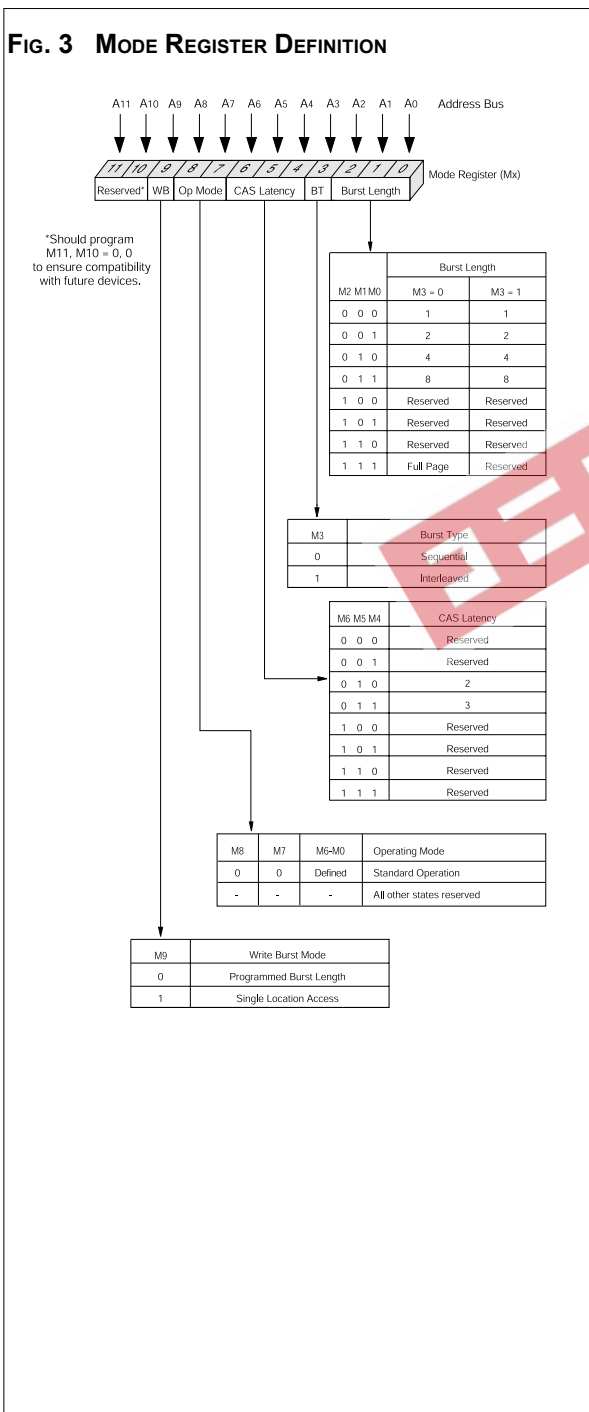 FIG. 3 MODE REGISTER DEFINITION
A11 A10 A9 A8 A7 A6 A5 A4 A3 A2 A1 A0 Address Bus
11 10 9 8 7 6 5 4 3 2 1 0 Mode Register (Mx)
Reserved* WB Op Mode CAS Latency BT Burst Length
*Should program
M11, M10 = 0, 0
to ensure compatibility
with future devices.
Burst Length
M2 M1 M0 M3 = 0 M3 = 1
0 0 0 1 1
0 0 1 2 2
0 1 0 4 4
0 1 1 8 8
1 0 0 Reserved Reserved
1 0 1 Reserved Reserved
1 1 0 Reserved Reserved
1 1 1 Full Page Reserved
M3 Burst Type
0 Sequential
1 Interleaved
M6 M5 M4 CAS Latency
0 0 0 Reserved
0 0 1 Reserved
0 1 0 2
0 1 1 3
1 0 0 Reserved
1 0 1 Reserved
1 1 0 Reserved
1 1 1 Reserved
M8 M7 M6-M0 Operating Mode
0 0 Defined Standard Operation
- - - All other states reserved
M9 Write Burst Mode
0 Programmed Burst Length
1 Single Location Access